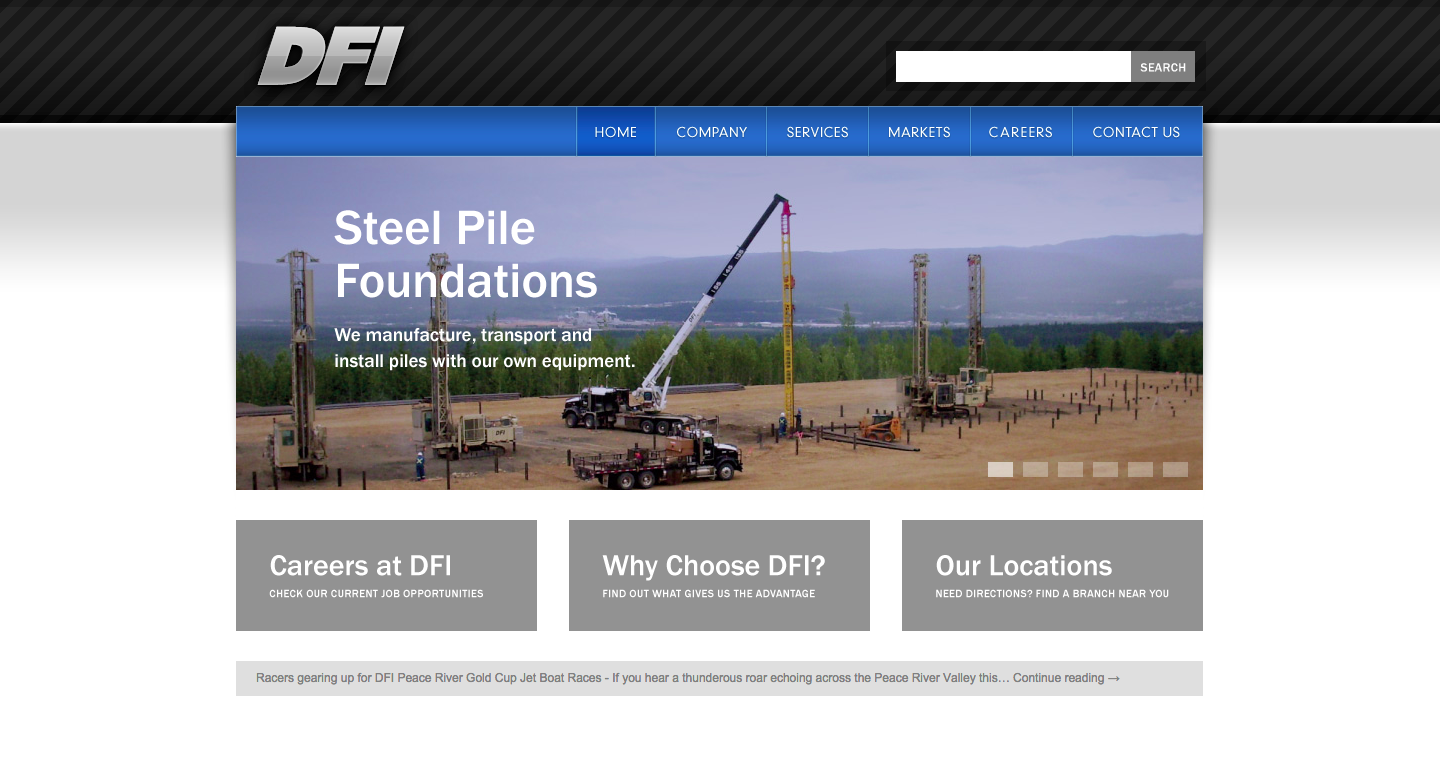 DFI
SEARCH
HOME
COMPANY
SERVICES
MARKETS
CAREERS
CONTACT US
Steel Pile
Foundations
We manufacture, transport and
install piles with our own equipment.
DFI
Careers at DFI
CHECK OUR CURRENT JOB OPPORTUNITIES
Why Choose DFI?
FIND OUT WHAT GIVES US THE ADVANTAGE
Our Locations
NEED DIRECTIONS? FIND A BRANCH NEAR YOU
Racers gearing up for DFI Peace River Gold Cup Jet Boat Races - If you hear a thunderous roar echoing across the Peace River Valley this… Continue reading →